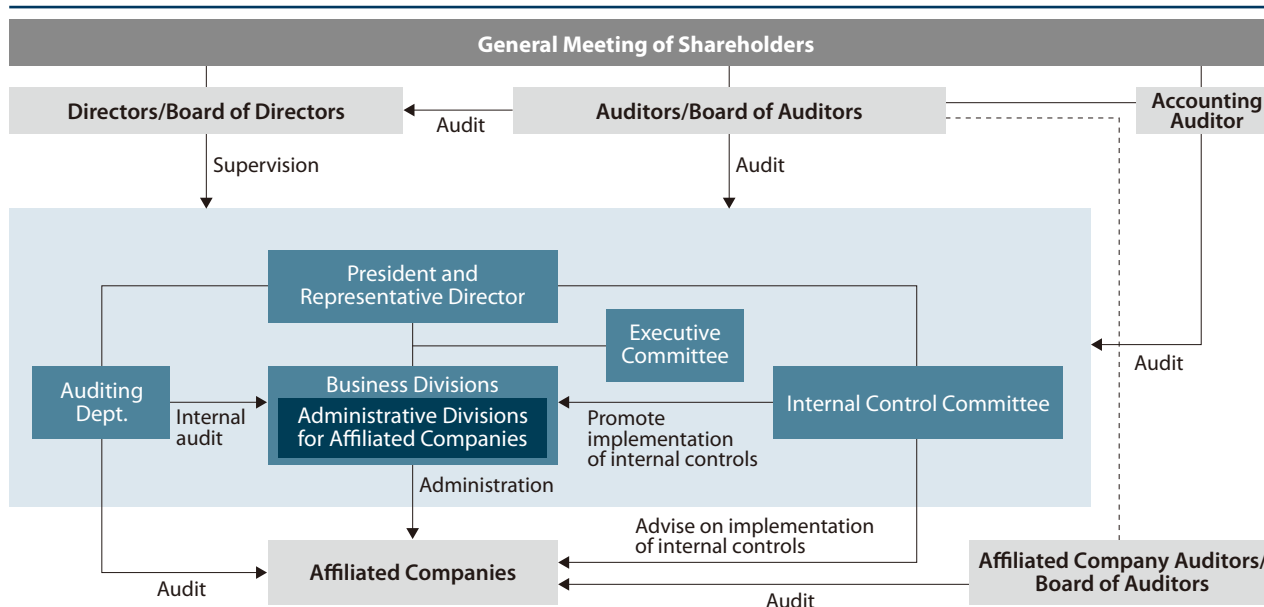 General Meeting of Shareholders
Directors/Board of Directors
Audit
Auditors/Board of Auditors
Accounting
Auditor
Supervision
Audit
President and
Representative Director
Executive
Committee
Audit
Auditing
Dept.
Internal
audit
Business Divisions
Administrative Divisions
for Affiliated Companies
Promote
implementation
of internal controls
Internal Control Committee
Administration
Advise on implementation
of internal controls
Audit
Affiliated Companies
Audit
Affiliated Company Auditors/
Board of Auditors